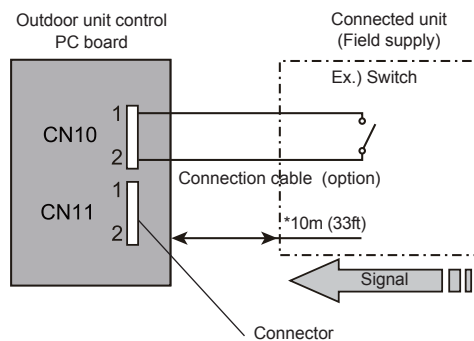 Outdoor unit control
PC board
Connected unit
(Field supply)
Ex.) Switch
1
CN10
2
Connection cable (option)
1
CN11
2
*10m (33ft)
Signal
Connector